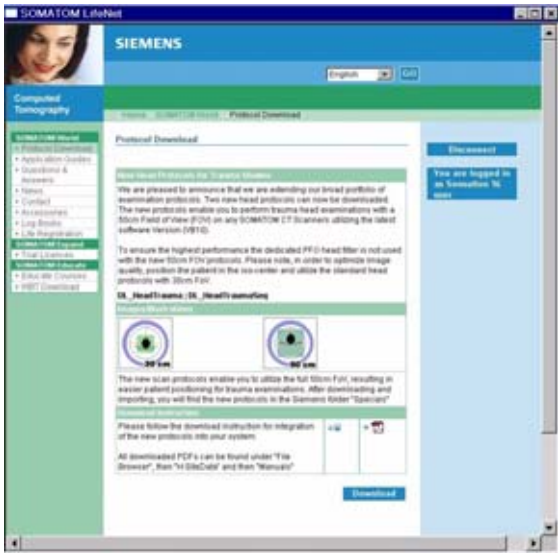 SOMATOM LifeNet
SIEMENS
English
GO
Computed
Tomography
Home SOMATOM World Protocol Download
SOMATOM World
Protocol Download
Application Guides
Questions &
Answers
News
Contact
Accessories
Log Books
Life Registration
SOMATOM Expand
Trial Licences
SOMATOM Educate
Educate Courses
WBT Download
Protocol Download
Disconnect
You are logged in
as Somatom 16
user
New Head Protocols for Trauma Studies
We are pleased to announce that we are extending our broad portfolio of
examination protocols. Two new head protocols can now be downloaded.
The new protocols enable you to perform trauma head examinations with a
50cm Field of View (FOV) on any SOMATOM CT Scanners utilizing the latest
software Version (VB10).
To ensure the highest performance the dedicated PFO head filter is not used
with the new 50cm FOV protocols. Please note, in order to optimize image
quality, position the patient in the iso-center and utilize the standard head
protocols with 30cm FoV.
DL_HeadTrauma ; DL_HeadTraumaSeq
Images/Illustrations
30 cm
50 cm
The new scan protocols enable you to utilize the full 50cm FoV, resulting in
easier patient positioning for trauma examinations. After downloading and
importing, you will find the new protocols in the Siemens folder "Specials"
Download Instruction
Please follow the download instruction for integration
of the new protocols into your system.
All downloaded PDFs can be found under "File
Browser", then "H:SiteData" and then "Manuals"
Download